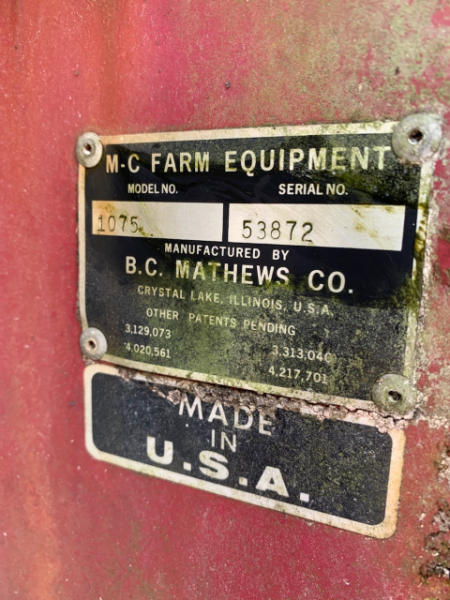 M-C FARM EQUIPMENT
MODEL NO. SERIAL NO.
1075 53872
MANUFACTURED BY
B.C. MATHEWS CO.
CRYSTAL LAKE, ILLINOIS, U.S.A.
OTHER PATENTS PENDING
3,129,073 3,313,040
4,020,561 4,217,701
MADE
IN
U.S.A.